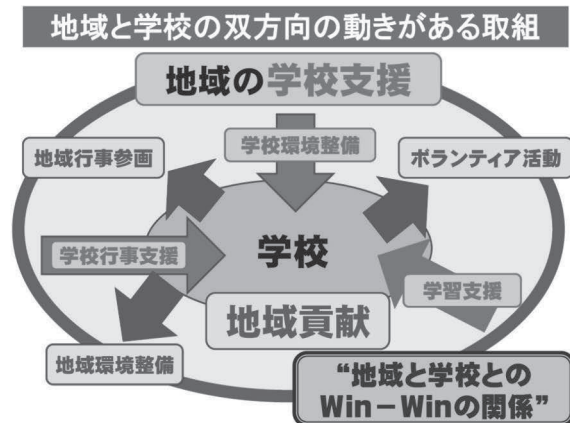 地域と学校の双方向の動きがある取組
地域の学校支援
地域行事参画
学校環境整備
ボランティア活動
学校行事支援
学校
学習支援
地域貢献
地域環境整備
“地域と学校との
Win－Winの関係”